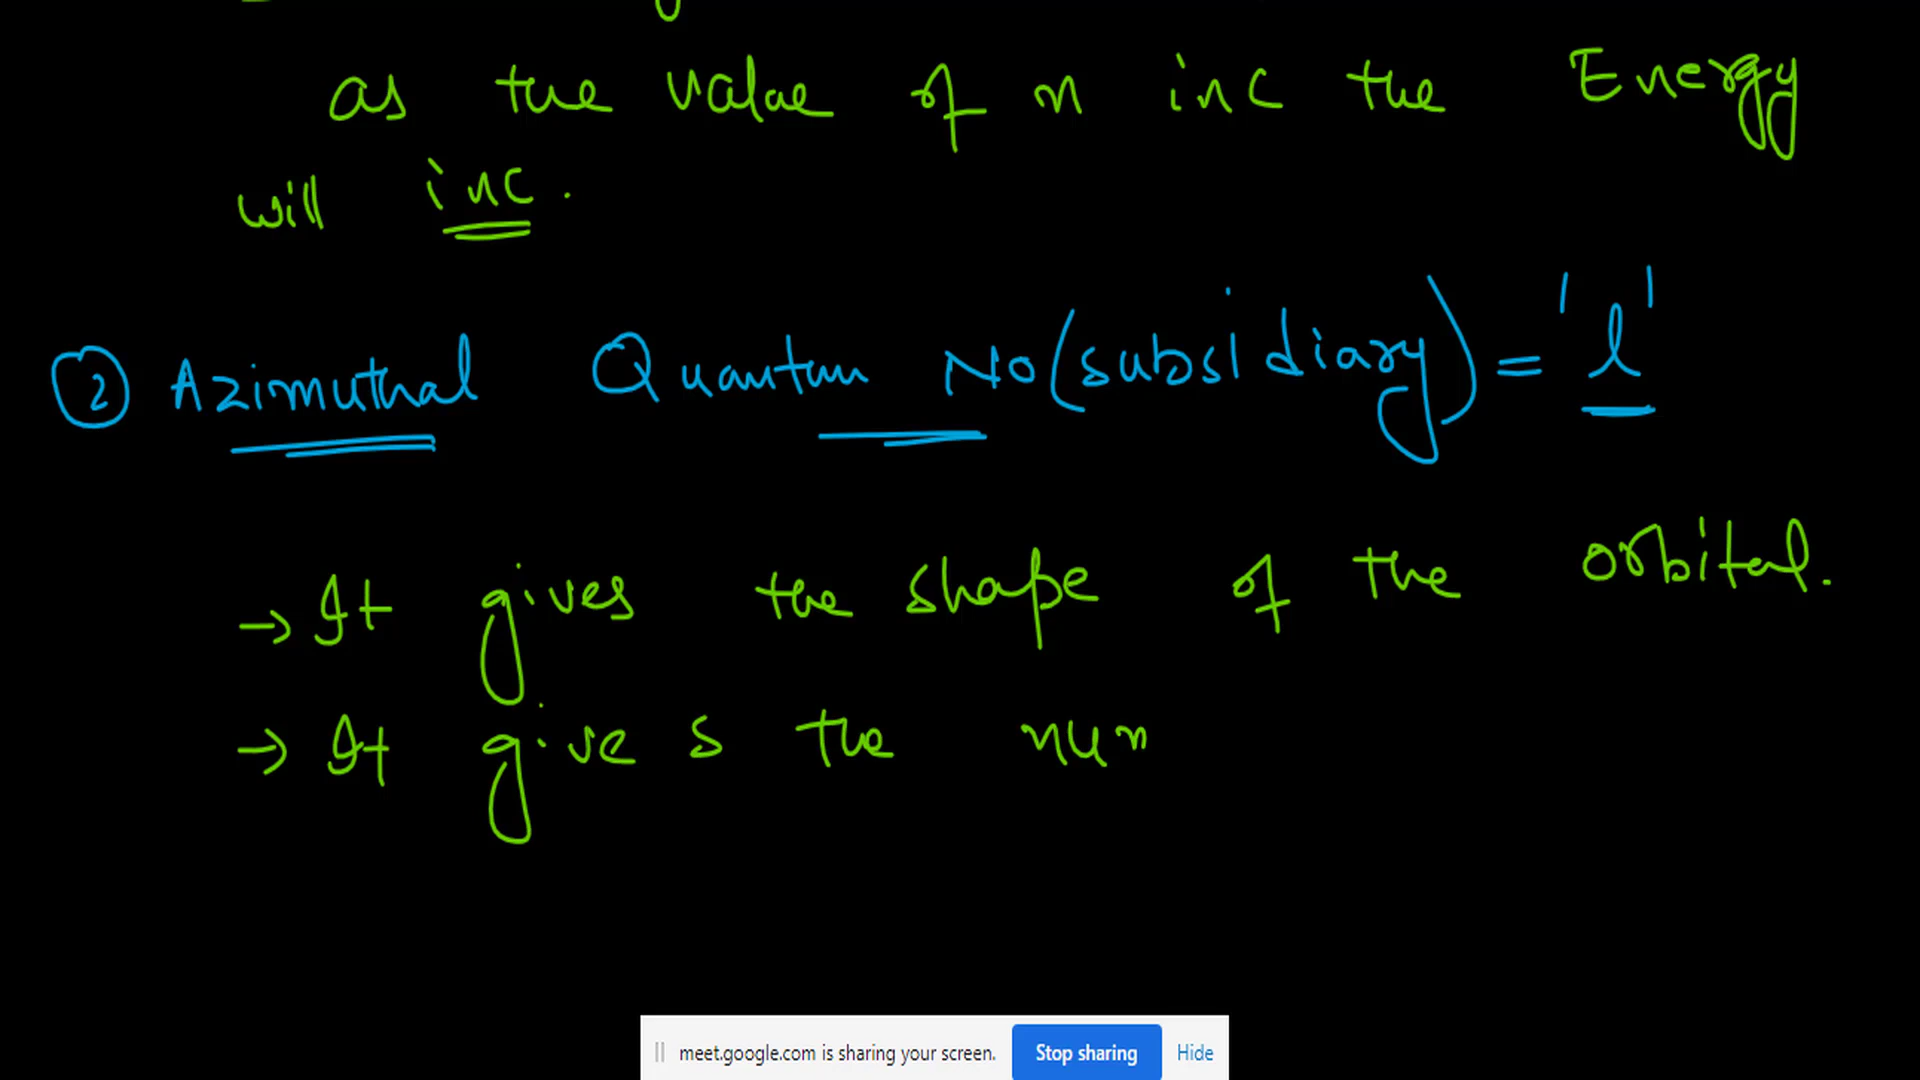 as the value of n inc the Energy
will inc.
② Azimuthal Quantum No (subsidiary) = 'l'
→ It gives the shape of the orbital.
→ It gives the num
meet.google.com is sharing your screen. Stop sharing Hide